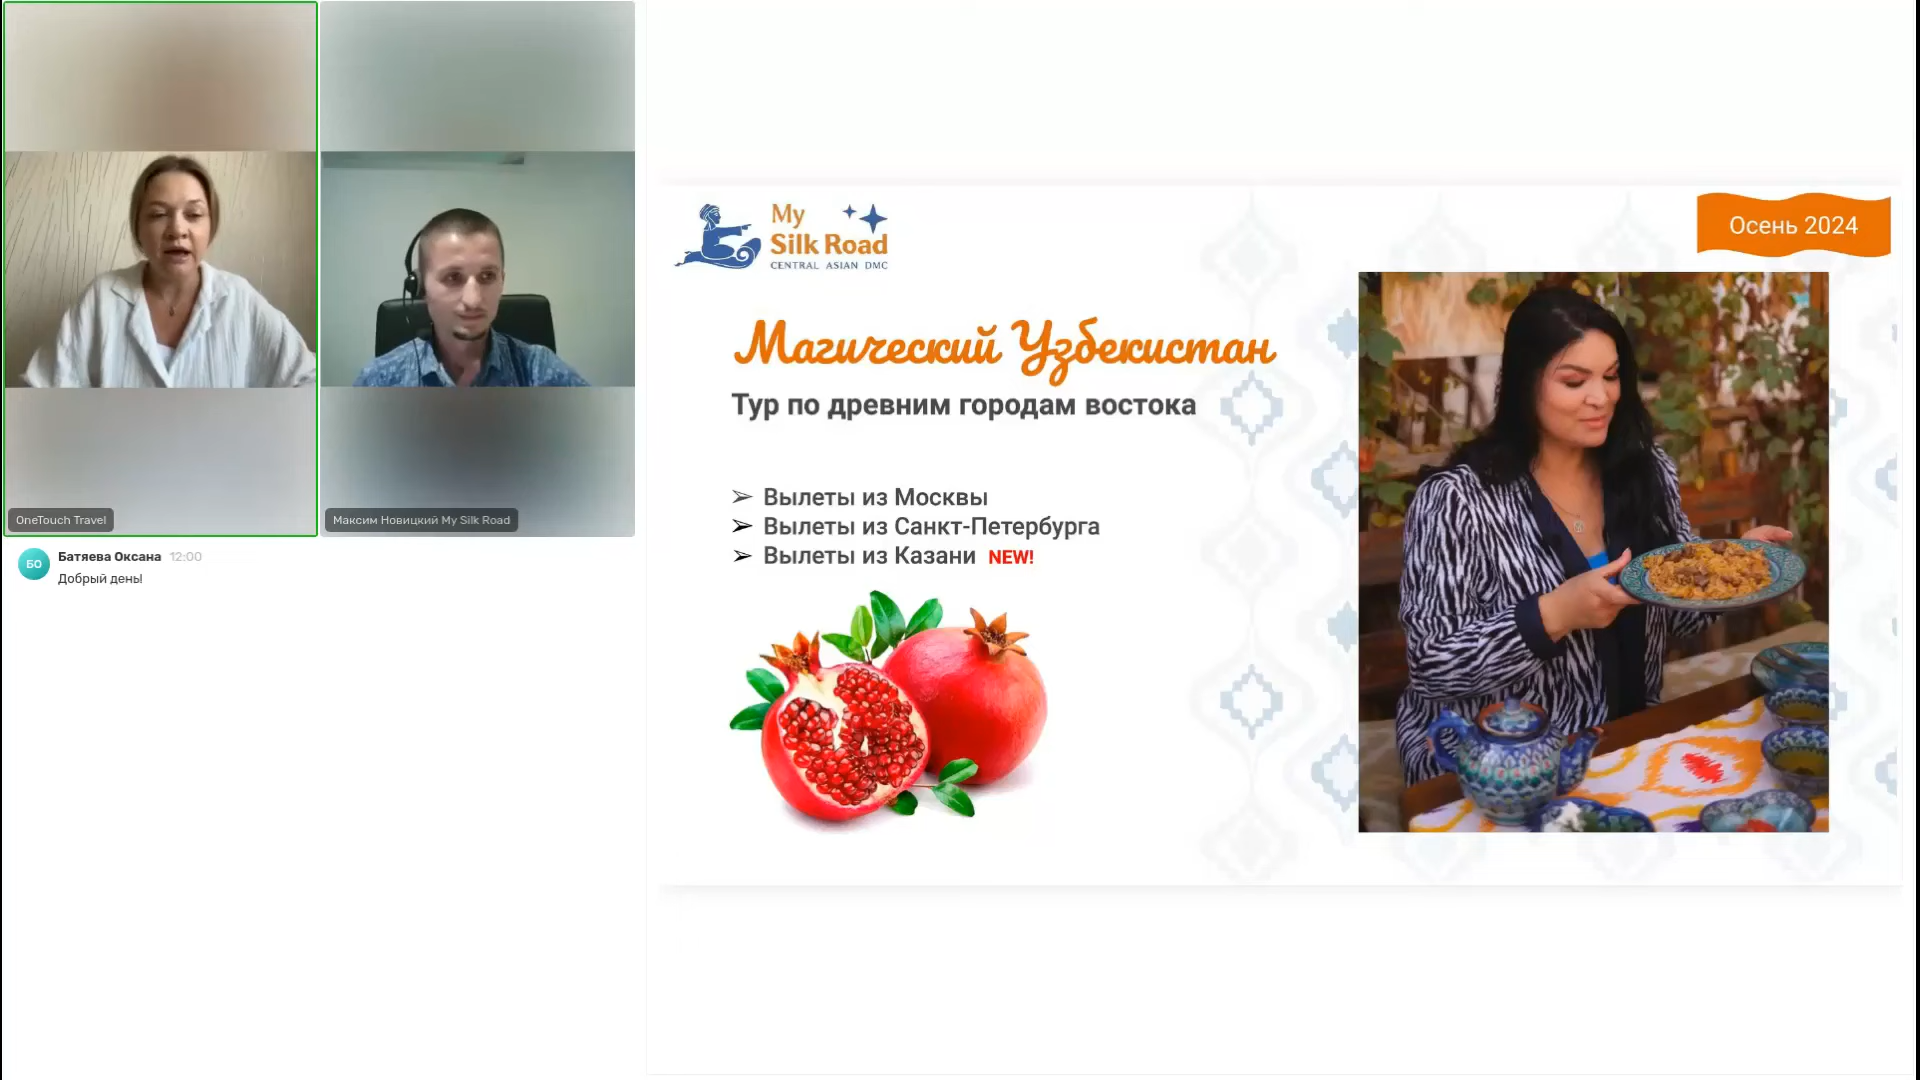 OneTouch Travel
Максим Новицкий My Silk Road
БО
Батяева Оксана 12:00
Добрый день!
My
Silk Road
CENTRAL ASIAN DMC
Осень 2024
Магический Узбекистан
Тур по древним городам востока
➢ Вылеты из Москвы
➢ Вылеты из Санкт-Петербурга
➢ Вылеты из Казани NEW!